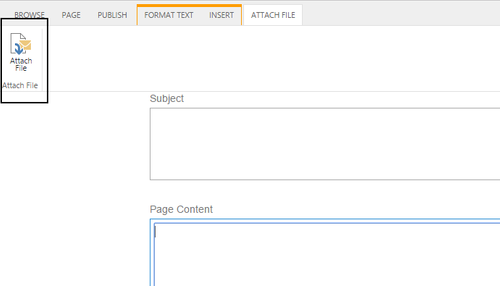 BROWSE PAGE PUBLISH FORMAT TEXT INSERT ATTACH FILE
Attach
File
Attach File
Subject
Page Content